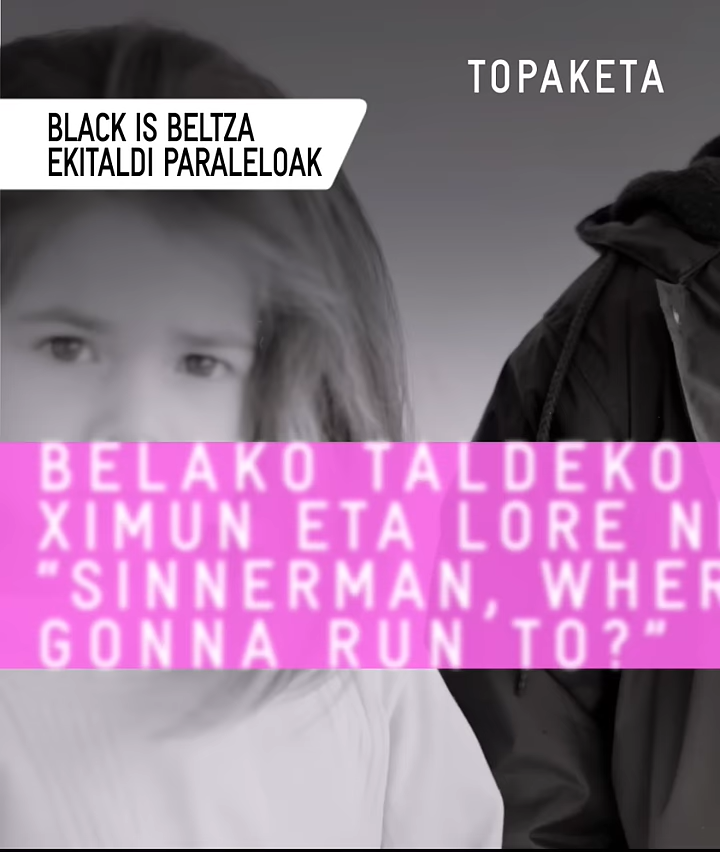 TOPAKETA
BLACK IS BELTZA
EKITALDI PARALELOAK
BELAKO TALDEKO
XIMUN ETA LORE
“SINNERMAN,
GONNA RUN TO?”